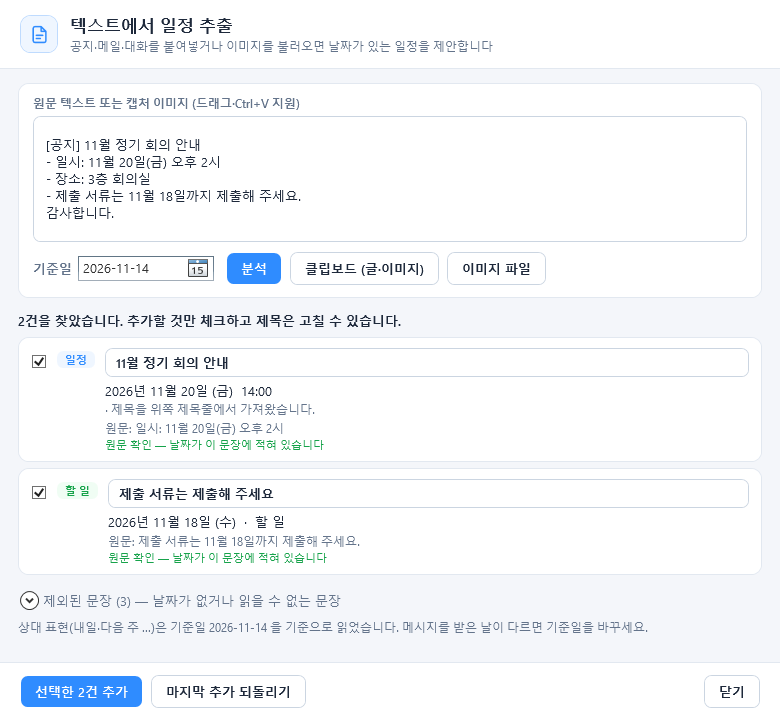 텍스트에서 일정 추출
공지·메일·대화를 붙여넣거나 이미지를 불러오면 날짜가 있는 일정을 제안합니다
원문 텍스트 또는 캡처 이미지 (드래그·Ctrl+V 지원)
[공지] 11월 정기 회의 안내
- 일시: 11월 20일(금) 오후 2시
- 장소: 3층 회의실
- 제출 서류는 11월 18일까지 제출해 주세요.
감사합니다.
기준일 2026-11-14 15 분석 클립보드 (글·이미지) 이미지 파일
2건을 찾았습니다. 추가할 것만 체크하고 제목은 고칠 수 있습니다.
일정 11월 정기 회의 안내
2026년 11월 20일 (금) 14:00
· 제목을 위쪽 제목줄에서 가져왔습니다.
원문: 일시: 11월 20일(금) 오후 2시
원문 확인 — 날짜가 이 문장에 적혀 있습니다
할 일 제출 서류는 제출해 주세요
2026년 11월 18일 (수) · 할 일
원문: 제출 서류는 11월 18일까지 제출해 주세요.
원문 확인 — 날짜가 이 문장에 적혀 있습니다
제외된 문장 (3) — 날짜가 없거나 읽을 수 없는 문장
상대 표현(내일·다음 주 …)은 기준일 2026-11-14 을 기준으로 읽었습니다. 메시지를 받은 날이 다르면 기준일을 바꾸세요.
선택한 2건 추가 마지막 추가 되돌리기 닫기